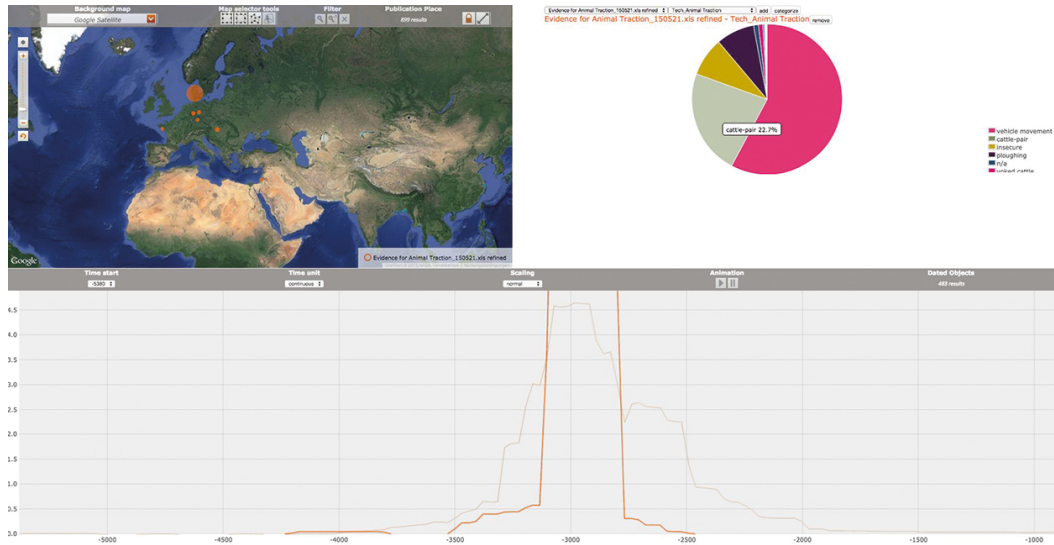 Background map
Map selector tools
Filter
Publication Place
Google Satellite
899 results
Google
Evidence for Animal Traction_150521.xls refined
Evidence for Animal Traction_150521.xls refined
Tech_Animal Traction
add
categorize
Evidence for Animal Traction_150521.xls refined - Tech_Animal Traction
remove
cattle-pair 22.7%
vehicle movement
cattle-pair
insecure
ploughing
n/a
yoked cattle
Time start
Time unit
Scaling
Animation
Dated Objects
-5380
continuous
normal
493 results
4.5
4.0
3.5
3.0
2.5
2.0
1.5
1.0
0.5
0.0
-5000
-4500
-4000
-3500
-3000
-2500
-2000
-1500
-1000